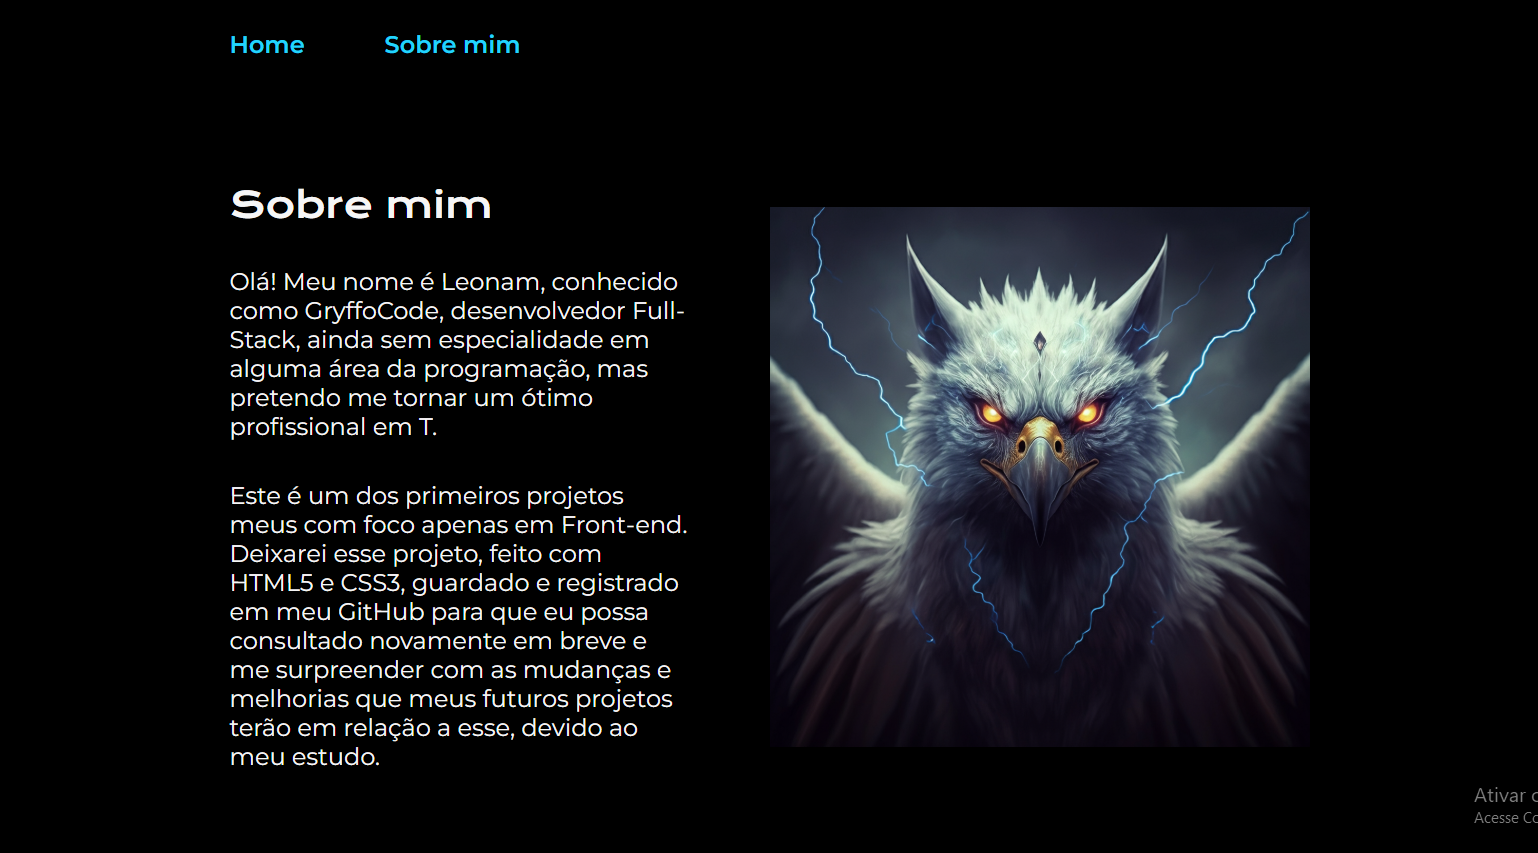 Home Sobre mim
Sobre mim
Olá! Meu nome é Leonam, conhecido
como GryffoCode, desenvolvedor Full-
Stack, ainda sem especialidade em
alguma área da programação, mas
pretendo me tornar um ótimo
profissional em T.
Este é um dos primeiros projetos
meus com foco apenas em Front-end.
Deixarei esse projeto, feito com
HTML5 e CSS3, guardado e registrado
em meu GitHub para que eu possa
consultado novamente em breve e
me surpreender com as mudanças e
melhorias que meus futuros projetos
terão em relação a esse, devido ao
meu estudo.
Ativar
Acesse